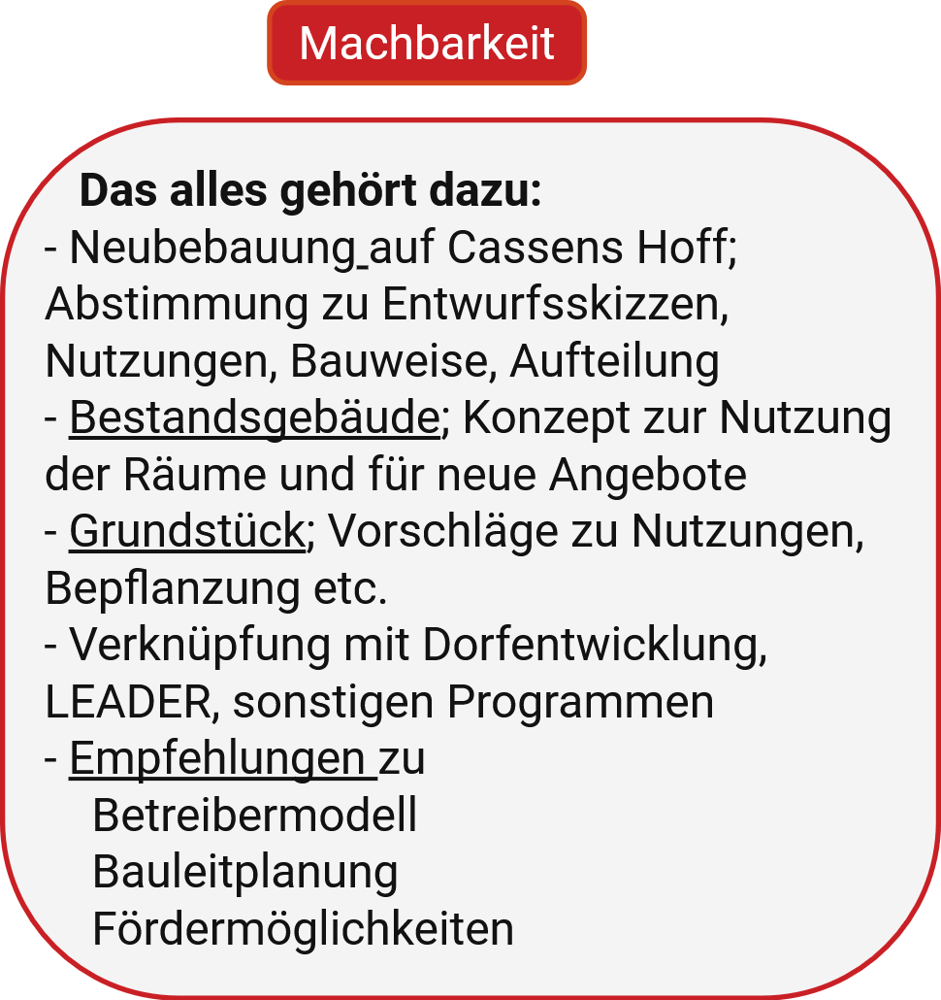 Machbarkeit
Das alles gehört dazu:
- Neubebauung auf Cassens Hoff;
Abstimmung zu Entwurfsskizzen,
Nutzungen, Bauweise, Aufteilung
- Bestandsgebäude; Konzept zur Nutzung
der Räume und für neue Angebote
- Grundstück; Vorschläge zu Nutzungen,
Bepflanzung etc.
- Verknüpfung mit Dorfentwicklung,
LEADER, sonstigen Programmen
- Empfehlungen zu
Betreibermodell
Bauleitplanung
Fördermöglichkeiten